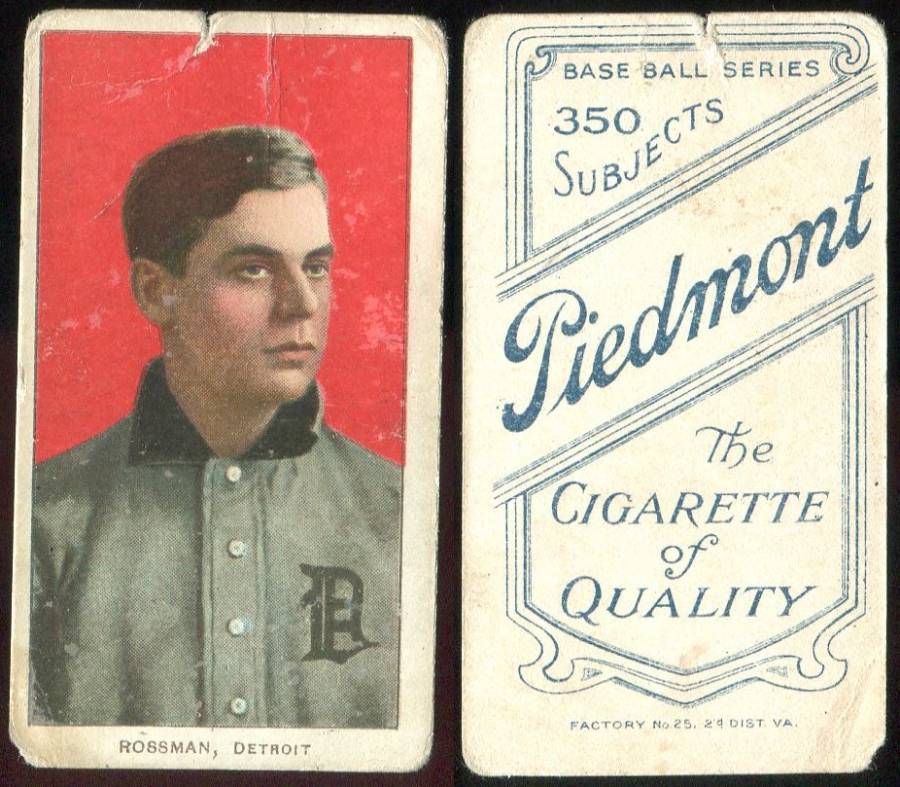 D
ROSSMAN, DETROIT
BASE BALL SERIES
350
SUBJECTS
Piedmont
The
CIGARETTE
of
QUALITY
FACTORY No 25, 2d DIST. VA.